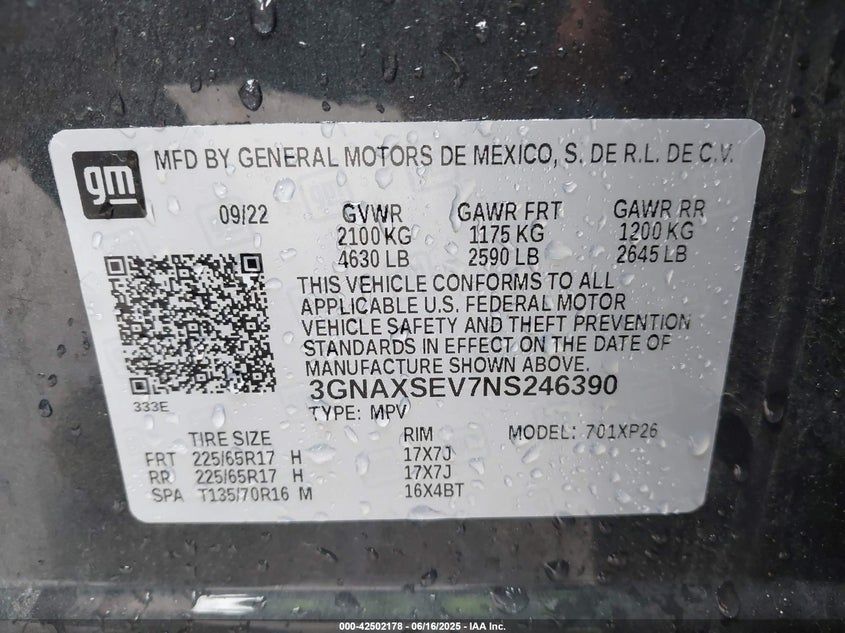 gm
MFD BY GENERAL MOTORS DE MEXICO, S. DE R.L. DE C.V.
09/22 GVWR GAWR FRT GAWR RR
2100 KG 1175 KG 1200 KG
4630 LB 2590 LB 2645 LB
THIS VEHICLE CONFORMS TO ALL
APPLICABLE U.S. FEDERAL MOTOR
VEHICLE SAFETY AND THEFT PREVENTION
STANDARDS IN EFFECT ON THE DATE OF
MANUFACTURE SHOWN ABOVE.
3GNAXSEV7NS246390
333E
TYPE: MPV
TIRE SIZE RIM MODEL: 701XP26
FRT 225/65R17 H 17X7J
RR 225/65R17 H 17X7J
SPA T135/70R16 M 16X4BT
000-42502178 - 06/16/2025 - IAA Inc.